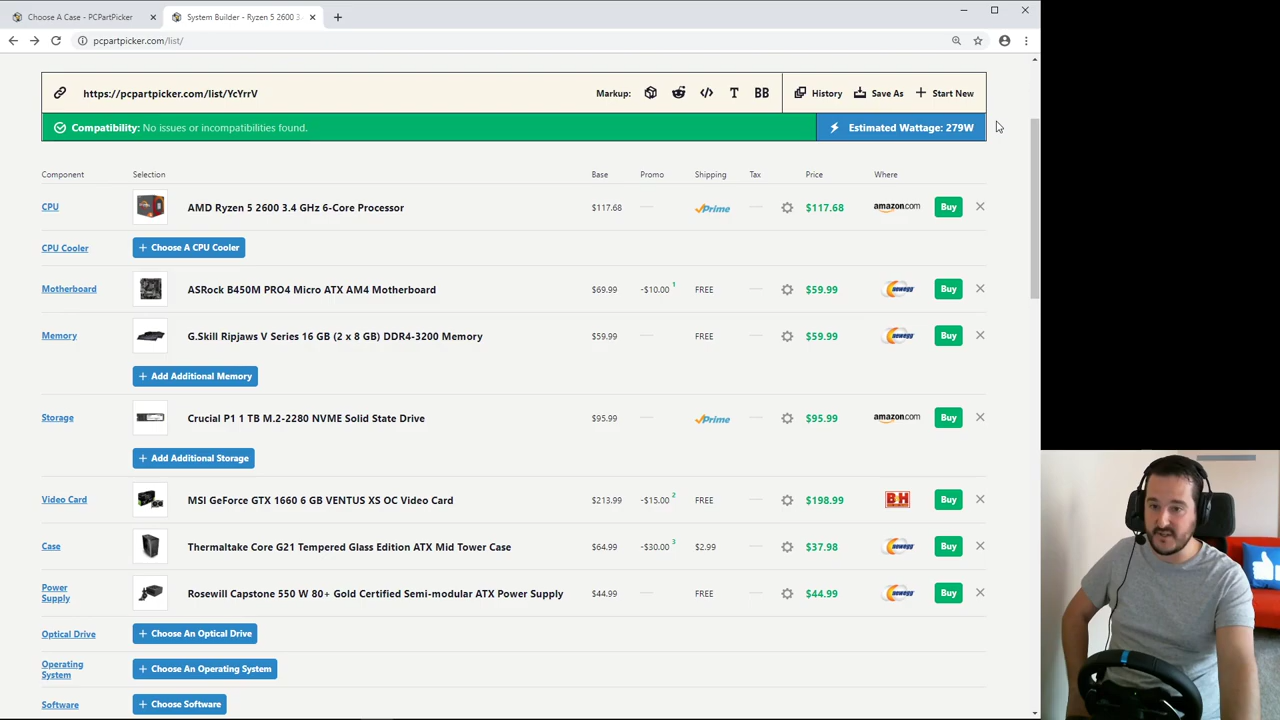 Choose A Case - PCPartPicker
System Builder - Ryzen 5 2600 3.
pcpartpicker.com/list/
https://pcpartpicker.com/list/YcYrrV
Markup:
T
BB
History
Save As
Start New
Compatibility: No issues or incompatibilities found.
Estimated Wattage: 279W
Component Selection Base Promo Shipping Tax Price Where
CPU AMD Ryzen 5 2600 3.4 GHz 6-Core Processor $117.68 Prime $117.68 amazon.com Buy
CPU Cooler + Choose A CPU Cooler
Motherboard ASRock B450M PRO4 Micro ATX AM4 Motherboard $69.99 -$10.00 1 FREE $59.99 newegg Buy
Memory G.Skill Ripjaws V Series 16 GB (2 x 8 GB) DDR4-3200 Memory $59.99 FREE $59.99 newegg Buy
+ Add Additional Memory
Storage Crucial P1 1 TB M.2-2280 NVME Solid State Drive $95.99 Prime $95.99 amazon.com Buy
+ Add Additional Storage
Video Card MSI GeForce GTX 1660 6 GB VENTUS XS OC Video Card $213.99 -$15.00 2 FREE $198.99 B&H Buy
Case Thermaltake Core G21 Tempered Glass Edition ATX Mid Tower Case $64.99 -$30.00 3 $2.99 $37.98 newegg Buy
Power Supply Rosewill Capstone 550 W 80+ Gold Certified Semi-modular ATX Power Supply $44.99 FREE $44.99 newegg Buy
Optical Drive + Choose An Optical Drive
Operating System + Choose An Operating System
Software + Choose Software